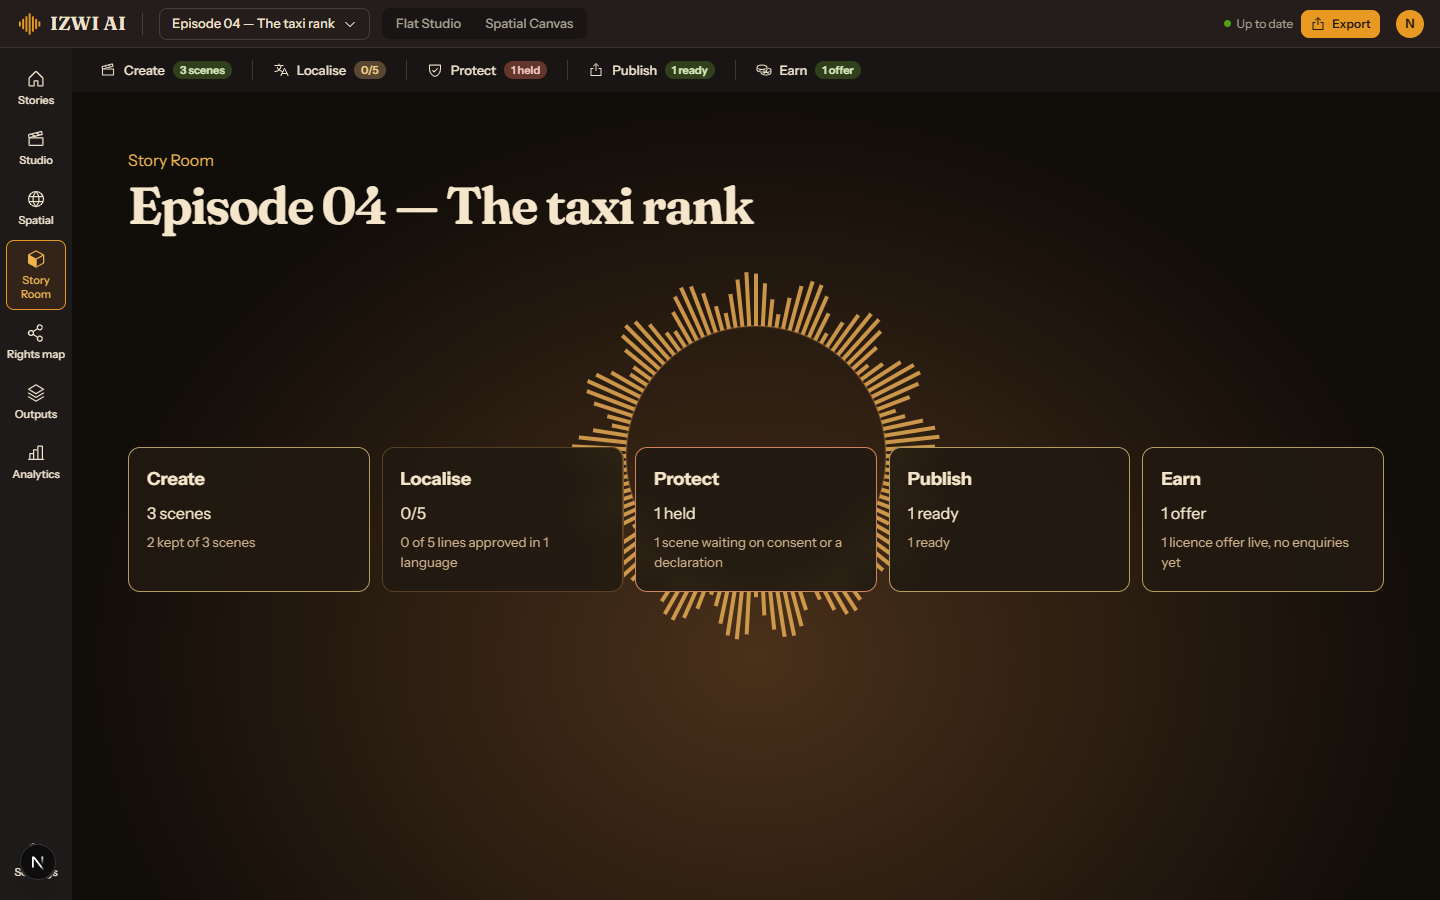 IZWI AI
Episode 04 — The taxi rank
Flat Studio
Spatial Canvas
Up to date
Export
N
Create 3 scenes
Localise 0/5
Protect 1 held
Publish 1 ready
Earn 1 offer
Stories
Studio
Spatial
Story
Room
Rights map
Outputs
Analytics
N
Story Room
Episode 04 — The taxi rank
Create
3 scenes
2 kept of 3 scenes
Localise
0/5
0 of 5 lines approved in 1
language
Protect
1 held
1 scene waiting on consent or a
declaration
Publish
1 ready
1 ready
Earn
1 offer
1 licence offer live, no enquiries
yet